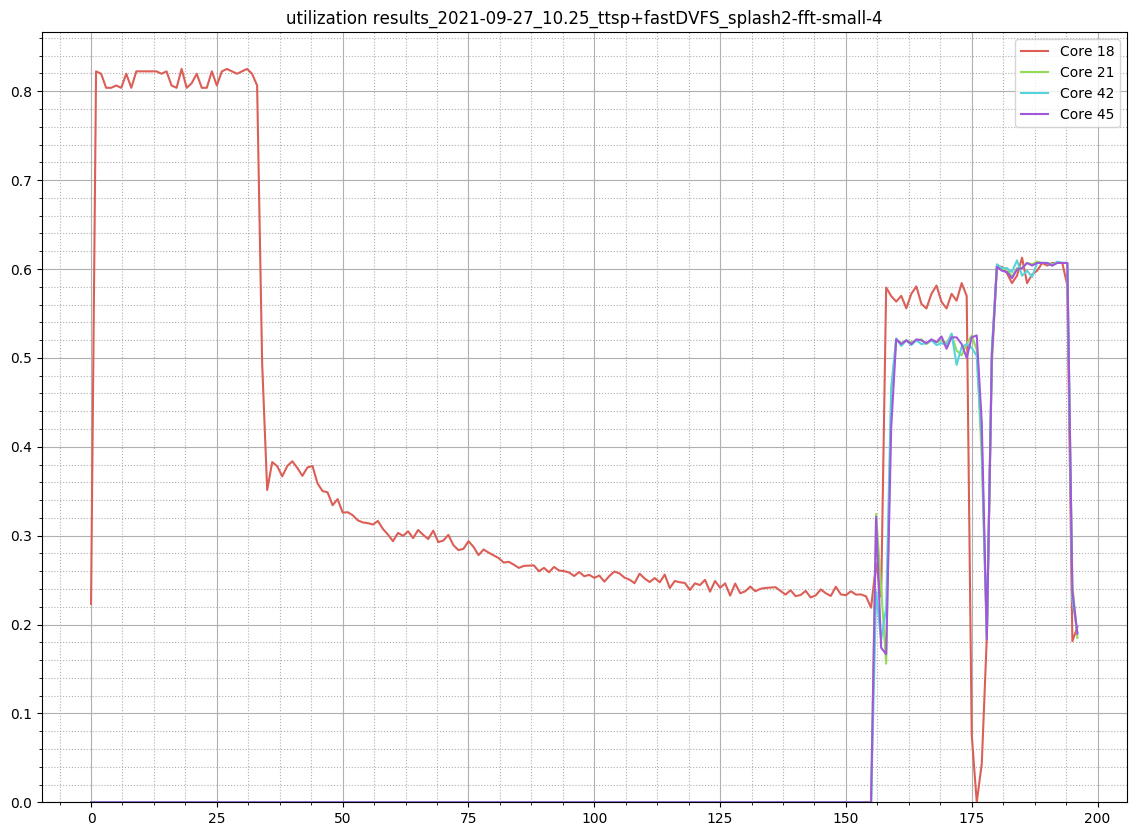 utilization results_2021-09-27_10.25_ttsp+fastDVFS_splash2-fft-small-4
Core 18
Core 21
Core 42
Core 45
0.8
0.7
0.6
0.5
0.4
0.3
0.2
0.1
0.0
0 25 50 75 100 125 150 175 200